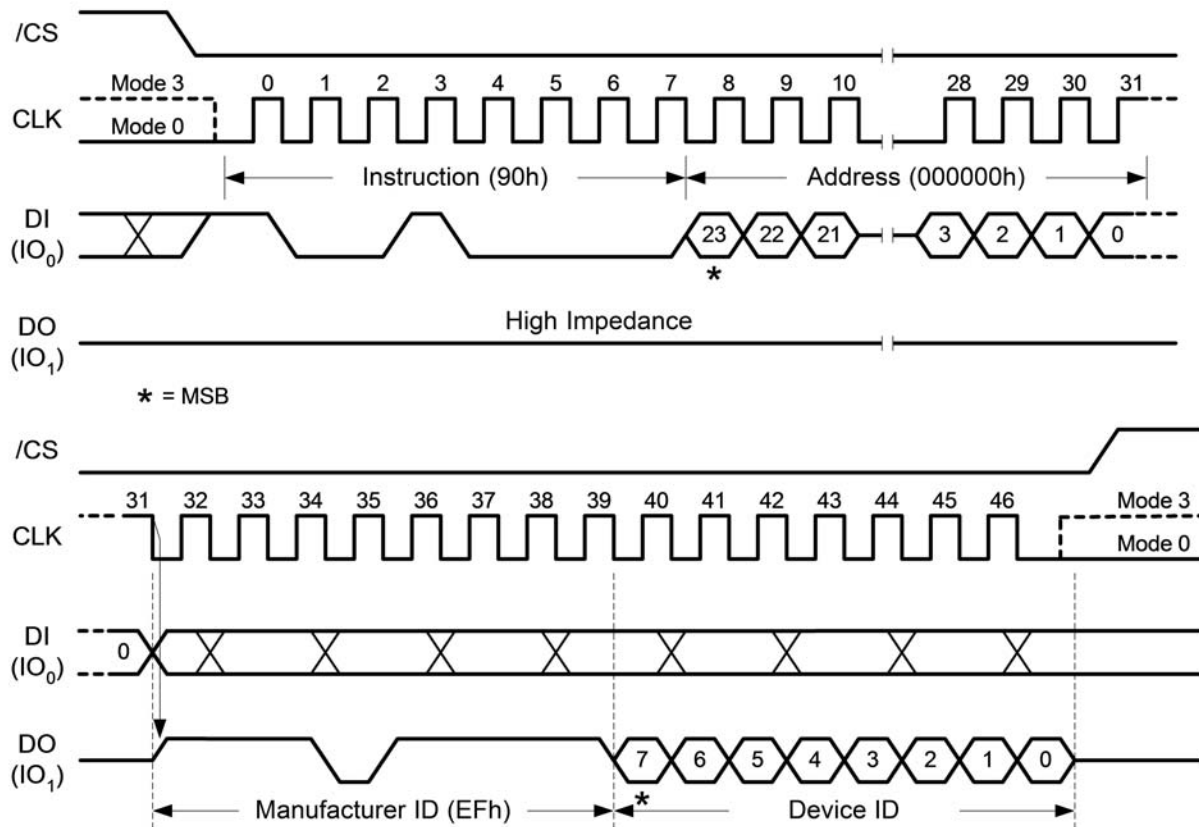 /CS
Mode 3 0 1 2 3 4 5 6 7 8 9 10 28 29 30 31
CLK Mode 0
Instruction (90h) Address (000000h)
DI
(IO0) 23 22 21 3 2 1 0
*
High Impedance
DO
(IO1)
* = MSB
/CS
31 32 33 34 35 36 37 38 39 40 41 42 43 44 45 46 Mode 3
CLK Mode 0
DI
(IO0) 0
DO
(IO1) 7 6 5 4 3 2 1 0
*
Manufacturer ID (EFh) Device ID